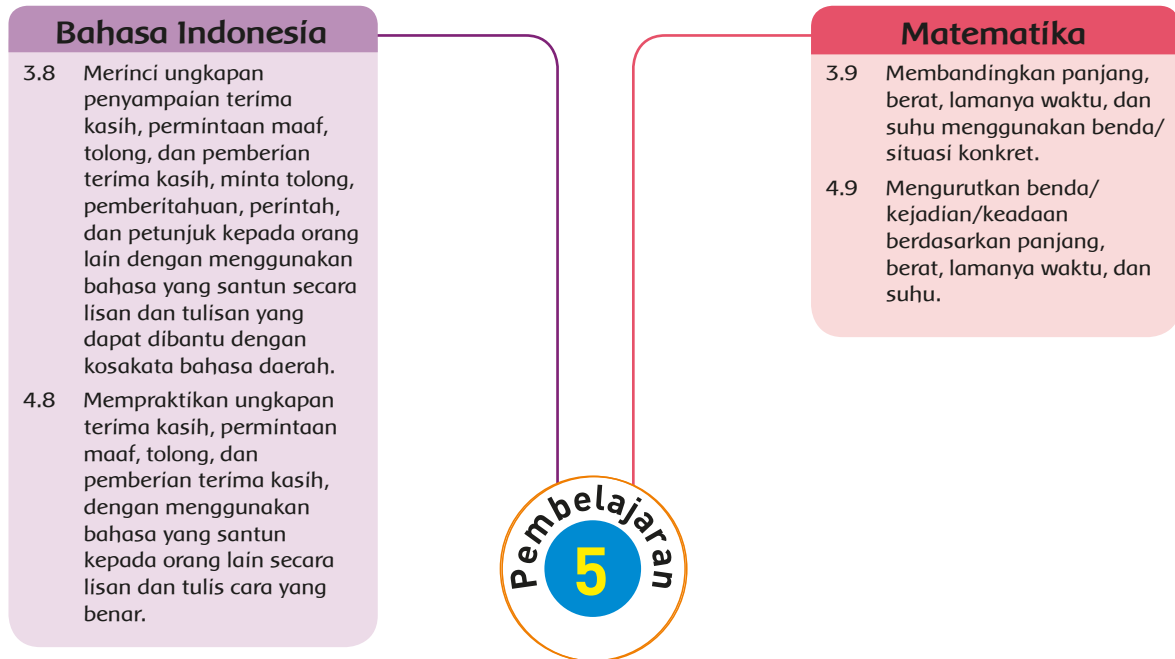 Bahasa Indonesia
3.8 Merinci ungkapan
penyampaian terima
kasih, permintaan maaf,
tolong, dan pemberian
terima kasih, minta tolong,
pemberitahuan, perintah,
dan petunjuk kepada orang
lain dengan menggunakan
bahasa yang santun secara
lisan dan tulisan yang
dapat dibantu dengan
kosakata bahasa daerah.
4.8 Mempraktikan ungkapan
terima kasih, permintaan
maaf, tolong, dan
pemberian terima kasih,
dengan menggunakan
bahasa yang santun
kepada orang lain secara
lisan dan tulis cara yang
benar.
Matematika
3.9 Membandingkan panjang,
berat, lamanya waktu, dan
suhu menggunakan benda/
situasi konkret.
4.9 Mengurutkan benda/
kejadian/keadaan
berdasarkan panjang,
berat, lamanya waktu, dan
suhu.
Pembelajaran
5